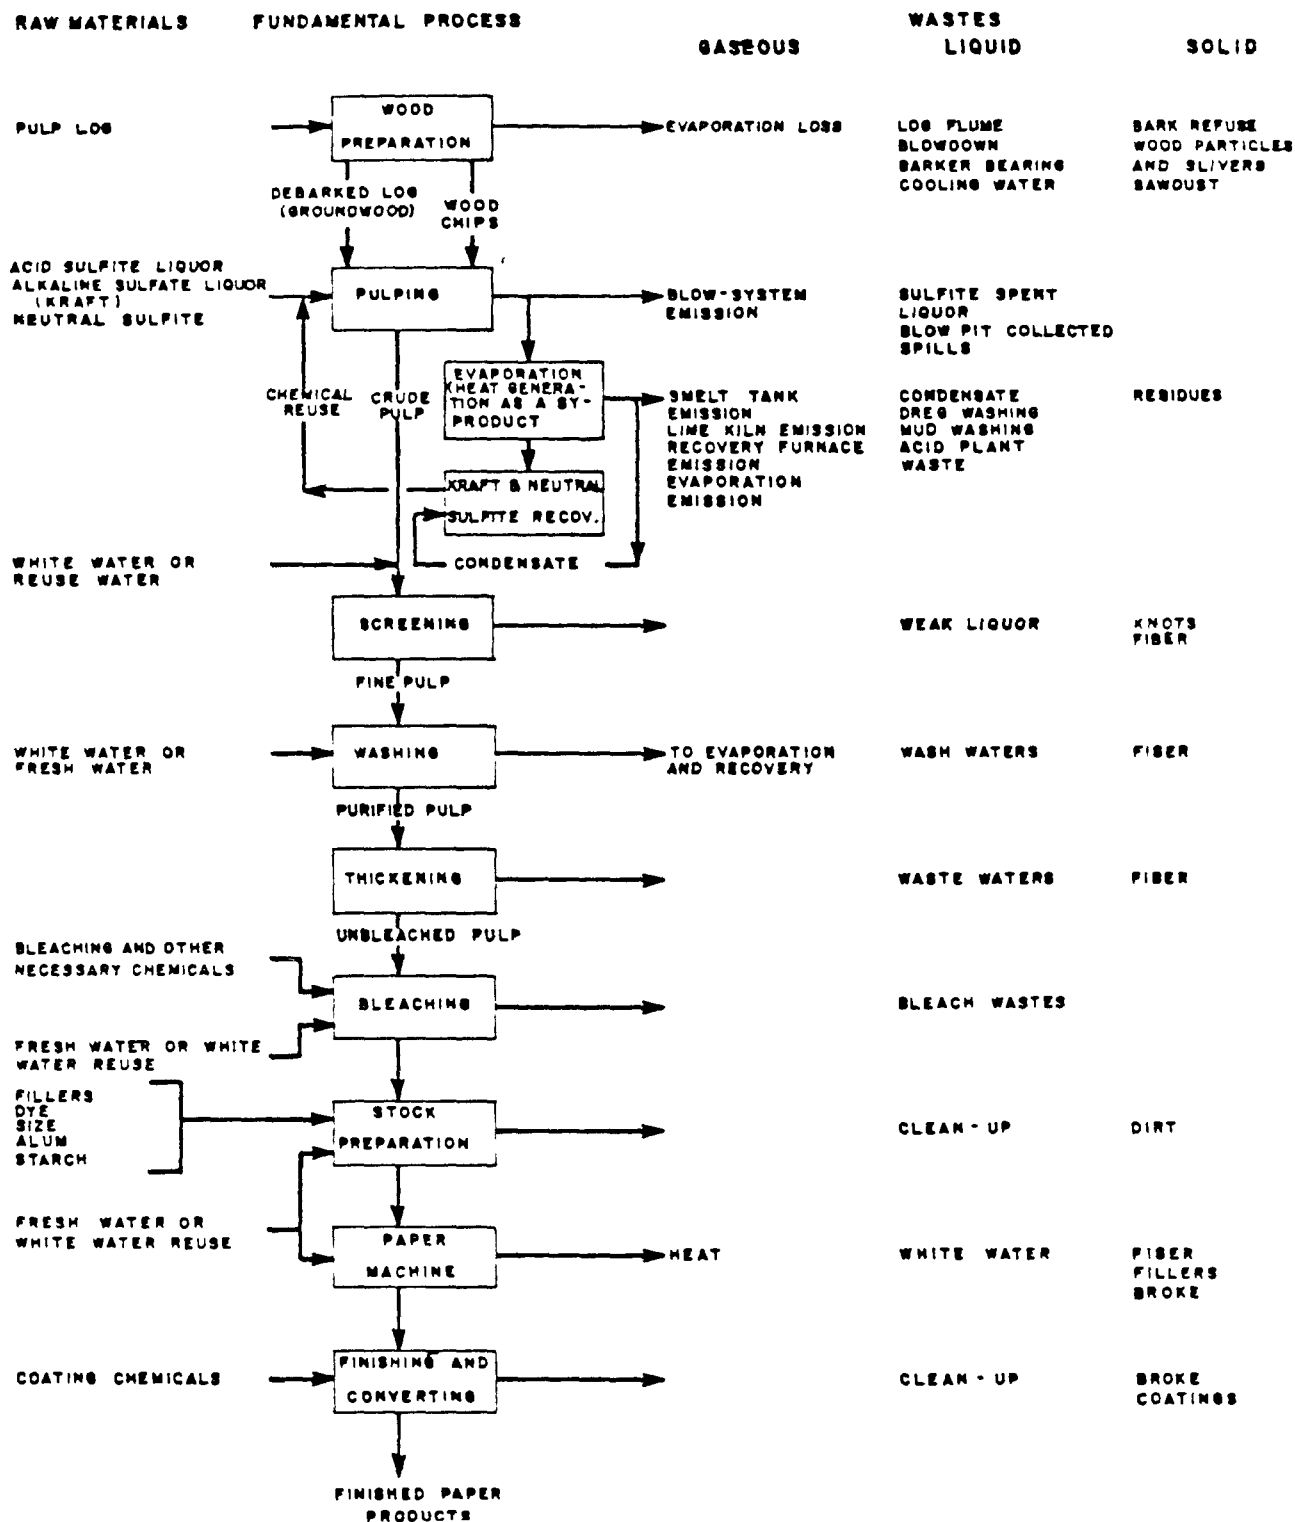 RAW MATERIALS FUNDAMENTAL PROCESS WASTES
GASEOUS LIQUID SOLID
PULP LOG
WOOD
PREPARATION
EVAPORATION LOSS
LOG FLUME
BLOWDOWN
BARKER BEARING
COOLING WATER
BARK REFUSE
WOOD PARTICLES
AND SLIVERS
SAWDUST
DEBARKED LOG
(GROUNDWOOD)
WOOD
CHIPS
ACID SULFITE LIQUOR
ALKALINE SULFATE LIQUOR
(KRAFT)
NEUTRAL SULFITE
PULPING
BLOW-SYSTEM
EMISSION
SULFITE SPENT
LIQUOR
BLOW PIT COLLECTED
SPILLS
CHEMICAL
REUSE
CRUDE
PULP
EVAPORATION
(HEAT GENERA-
TION AS A BY-
PRODUCT
SMELT TANK
EMISSION
LIME KILN EMISSION
RECOVERY FURNACE
EMISSION
EVAPORATION
EMISSION
CONDENSATE
DREG WASHING
MUD WASHING
ACID PLANT
WASTE
RESIDUES
KRAFT & NEUTRAL
SULFITE RECOV.
CONDENSATE
WHITE WATER OR
REUSE WATER
SCREENING
WEAK LIQUOR
KNOTS
FIBER
FINE PULP
WHITE WATER OR
FRESH WATER
WASHING
TO EVAPORATION
AND RECOVERY
WASH WATERS
FIBER
PURIFIED PULP
THICKENING
WASTE WATERS
FIBER
UNBLEACHED PULP
BLEACHING AND OTHER
NECESSARY CHEMICALS
BLEACHING
BLEACH WASTES
FRESH WATER OR WHITE
WATER REUSE
FILLERS
DYE
SIZE
ALUM
STARCH
STOCK
PREPARATION
CLEAN-UP
DIRT
FRESH WATER OR
WHITE WATER REUSE
PAPER
MACHINE
HEAT
WHITE WATER
FIBER
FILLERS
BROKE
COATING CHEMICALS
FINISHING AND
CONVERTING
CLEAN-UP
BROKE
COATINGS
FINISHED PAPER
PRODUCTS